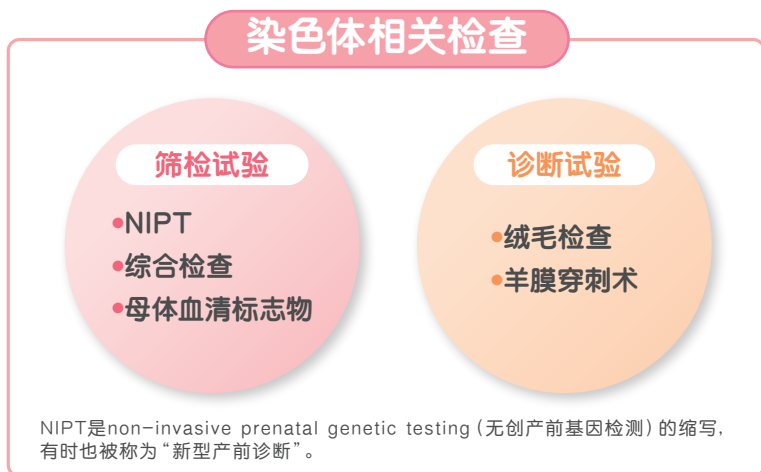 染色体相关检查
筛检试验
•NIPT
•综合检查
•母体血清标志物
诊断试验
•绒毛检查
•羊膜穿刺术
NIPT是non-invasive prenatal genetic testing（无创产前基因检测）的缩写，
有时也被称为“新型产前诊断”。